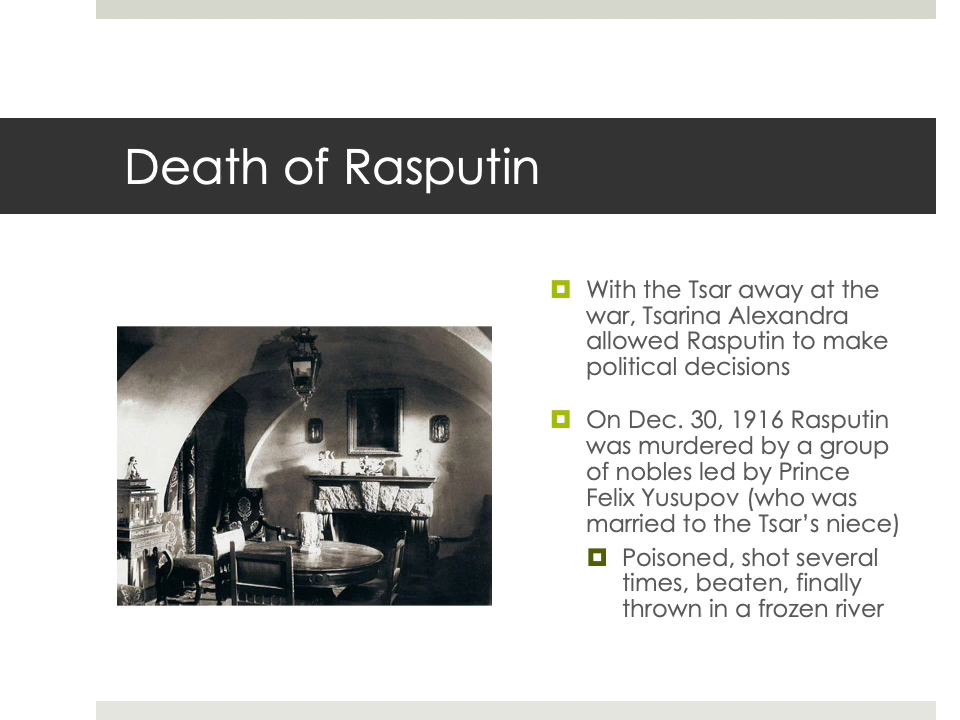 Death of Rasputin
With the Tsar away at the
war, Tsarina Alexandra
allowed Rasputin to make
political decisions
On Dec. 30, 1916 Rasputin
was murdered by a group
of nobles led by Prince
Felix Yusupov (who was
married to the Tsar’s niece)
Poisoned, shot several
times, beaten, finally
thrown in a frozen river